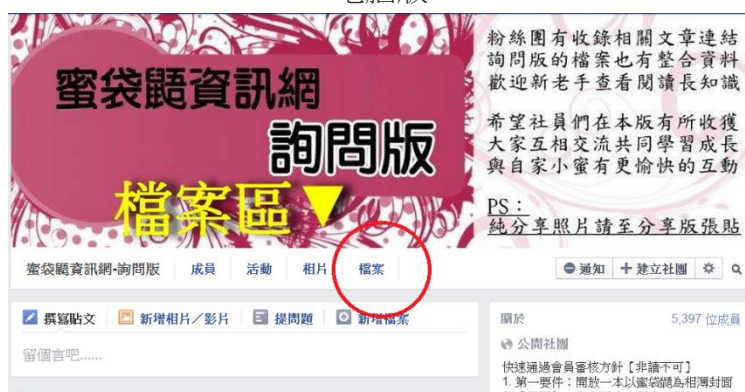 電腦版
蜜袋鼯資訊網
詢問版
檔案區▼
粉絲團有收錄相關文章連結
詢問版的檔案也有整合資料
歡迎新老手查看閱讀長知識
希望社員們在本版有所收獲
大家互相交流共同學習成長
與自家小蜜有更愉快的互動
PS：
純分享照片請至分享版張貼
蜜袋鼯資訊網-詢問版 成員 活動 相片 檔案 通知 建立社團
撰寫貼文 新增相片／影片 提問題 新增檔案
留個言吧......
關於 5,397 位成員
公開社團
快速通過會員審核方針【非讀不可】
1. 第一要件：開放一本以蜜袋鼯為相簿封面